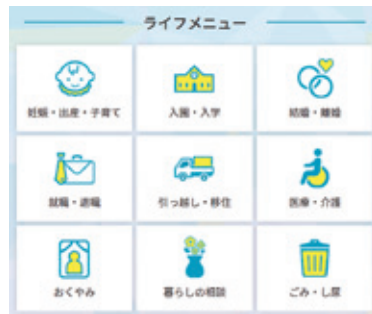 ライフメニュー
妊娠・出産・子育て
入園・入学
結婚・離婚
就職・退職
引っ越し・移住
医療・介護
おくやみ
暮らしの相談
ごみ・し尿